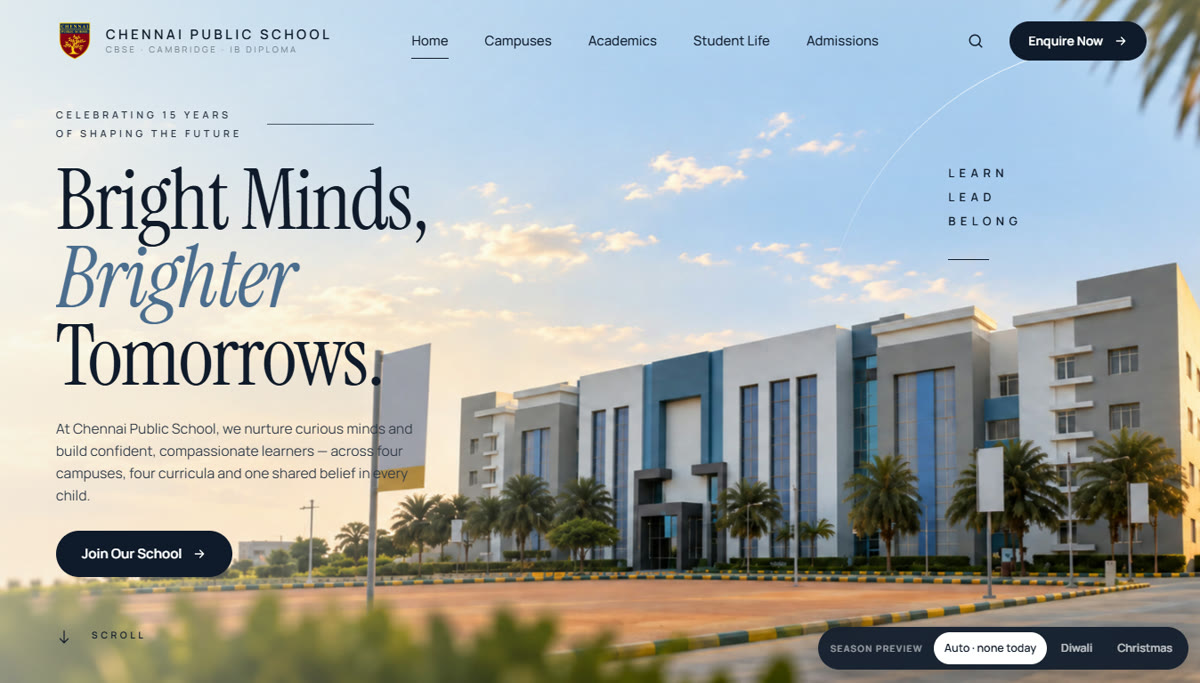 CHENNAI
CHENNAI PUBLIC SCHOOL
CBSE · CAMBRIDGE · IB DIPLOMA
Home
Campuses
Academics
Student Life
Admissions
Enquire Now →
CELEBRATING 15 YEARS
OF SHAPING THE FUTURE
LEARN
LEAD
BELONG
Bright Minds,
Brighter
Tomorrows.
At Chennai Public School, we nurture curious minds and
build confident, compassionate learners — across four
campuses, four curricula and one shared belief in every
child.
Join Our School →
↓ SCROLL
SEASON PREVIEW
Auto · none today
Diwali
Christmas